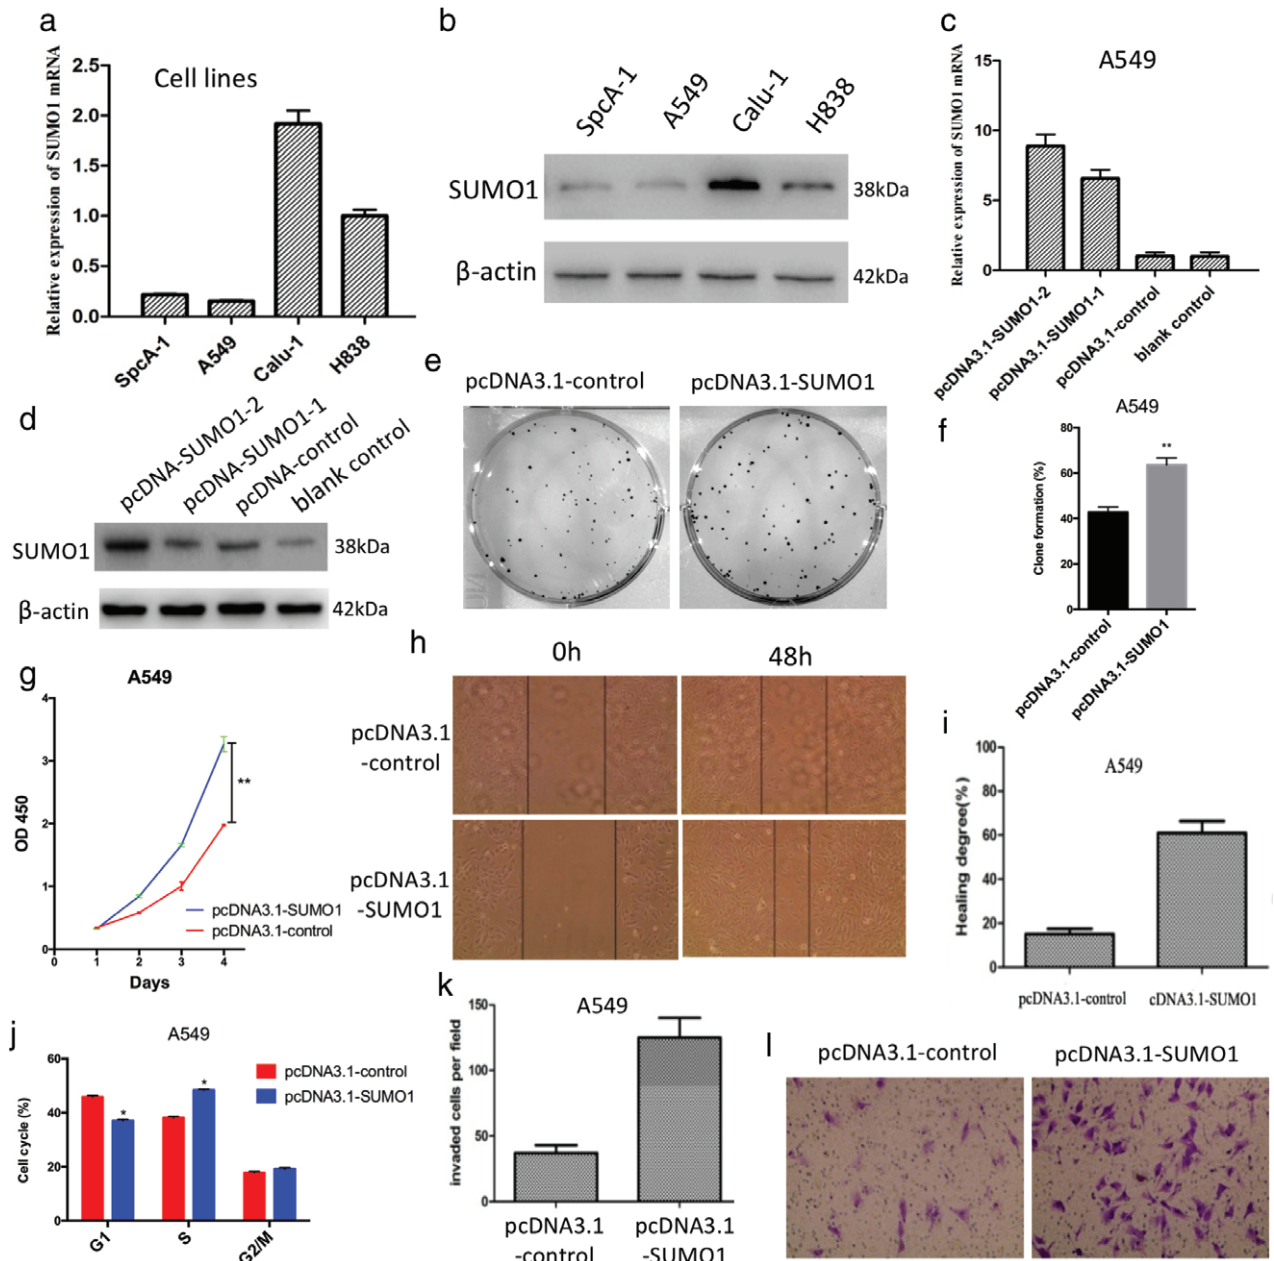 a
Relative expression of SUMO1 mRNA
Cell lines
2.5
2.0
1.5
1.0
0.5
0.0
SpcA-1
A549
Calu-1
H838
b
SpcA-1
A549
Calu-1
H838
SUMO1
38kDa
β-actin
42kDa
c
A549
Relative expression of SUMO1 mRNA
15
10
5
0
pcDNA3.1-SUMO1-2
pcDNA3.1-SUMO1-1
pcDNA3.1-control
blank control
d
pcDNA-SUMO1-2
pcDNA-SUMO1-1
pcDNA-control
blank control
SUMO1
38kDa
β-actin
42kDa
e
pcDNA3.1-control
pcDNA3.1-SUMO1
f
A549
Clone formation (%)
80
60
40
20
0
**
pcDNA3.1-control
pcDNA3.1-SUMO1
g
A549
OD 450
4
3
2
1
0
**
pcDNA3.1-SUMO1
pcDNA3.1-control
0
1
2
3
4
Days
h
0h
48h
pcDNA3.1
-control
pcDNA3.1
-SUMO1
i
A549
Healing degree(%)
100
80
60
40
20
0
pcDNA3.1-control
cDNA3.1-SUMO1
j
A549
Cell cycle (%)
60
40
20
0
*
*
pcDNA3.1-control
pcDNA3.1-SUMO1
G1
S
G2/M
k
A549
invaded cells per field
150
100
50
0
pcDNA3.1
-control
pcDNA3.1
-SUMO1
l
pcDNA3.1-control
pcDNA3.1-SUMO1